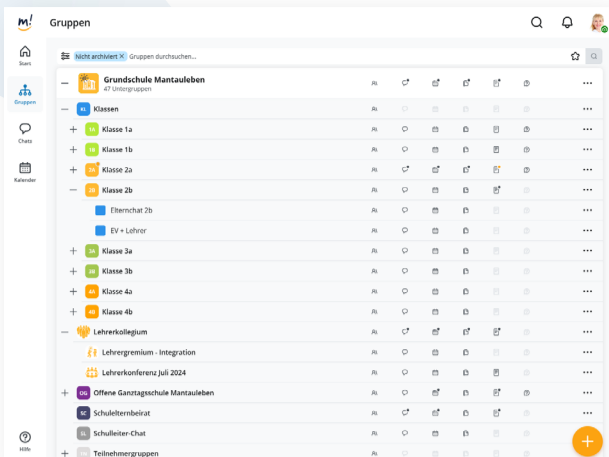 m!
Gruppen
Start
Gruppen
Chats
Kalender
Hilfe
Nicht archiviert × Gruppen durchsuchen...
Grundschule Mantauleben
47 Untergruppen
KL Klassen
1A Klasse 1a
1B Klasse 1b
2A Klasse 2a
2B Klasse 2b
Elternchat 2b
EV + Lehrer
3A Klasse 3a
3B Klasse 3b
4A Klasse 4a
4B Klasse 4b
Lehrerkollegium
Lehrergremium - Integration
Lehrerkonferenz Juli 2024
OG Offene Ganztagsschule Mantauleben
SC Schulelternbeirat
SL Schulleiter-Chat
Teilnehmergruppen